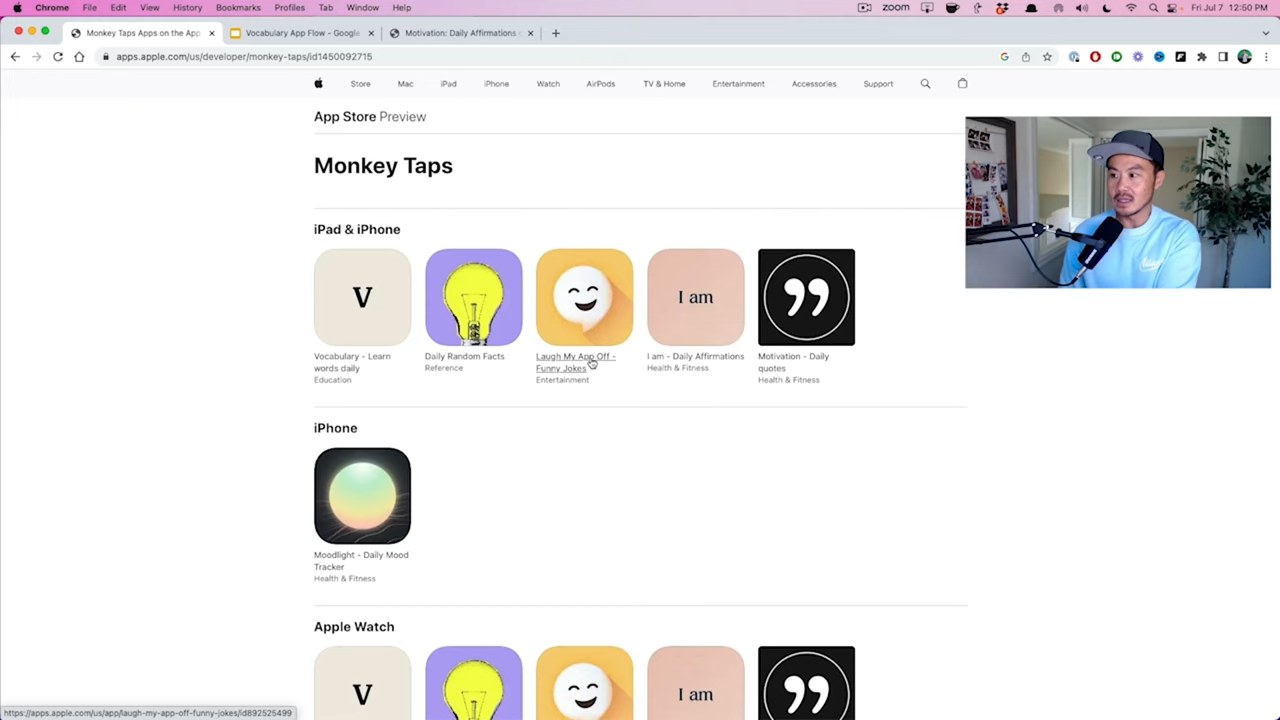 Chrome File Edit View History Bookmarks Profiles Tab Window Help
zoom Fri Jul 7 12:50 PM
Monkey Taps Apps on the App
Vocabulary App Flow - Google
Motivation: Daily Affirmations
apps.apple.com/us/developer/monkey-taps/id1450092715
Store Mac iPad iPhone Watch AirPods TV & Home Entertainment Accessories Support
App Store Preview
Monkey Taps
iPad & iPhone
V
I am
Vocabulary - Learn
words daily
Education
Daily Random Facts
Reference
Laugh My App Off -
Funny Jokes
Entertainment
I am - Daily Affirmations
Health & Fitness
Motivation - Daily
quotes
Health & Fitness
iPhone
Moodlight - Daily Mood
Tracker
Health & Fitness
Apple Watch
V
I am
https://apps.apple.com/us/app/laugh-my-app-off-funny-jokes/id892525499